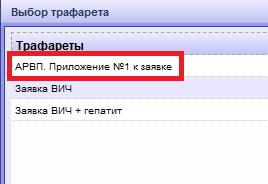 Выбор трафарета
Трафареты
АРВП. Приложение №1 к заявке
Заявка ВИЧ
Заявка ВИЧ + гепатит